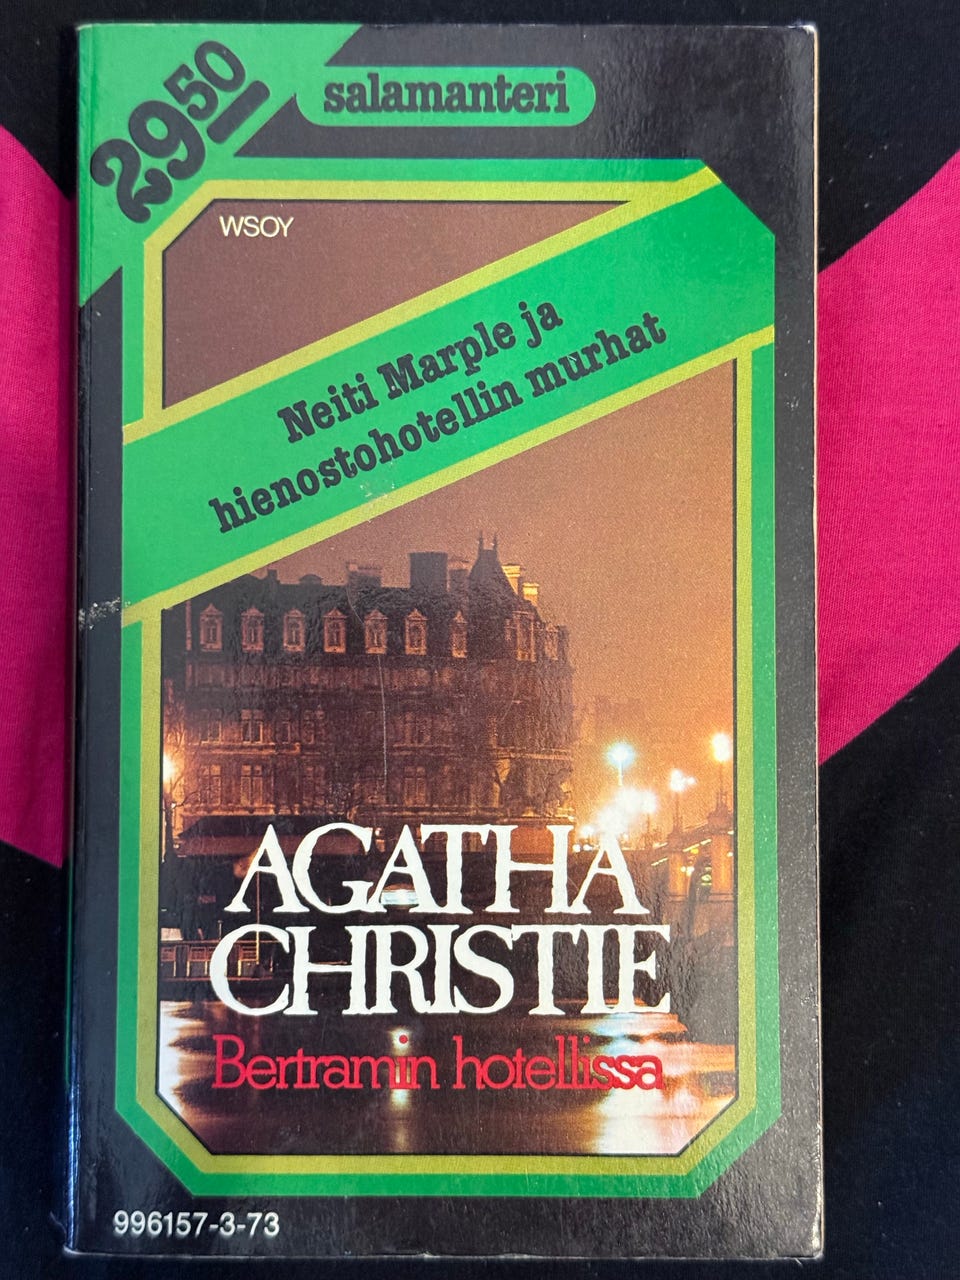 29 50
salamanteri
WSOY
Neiti Marple ja
hienostohotellin murhat
AGATHA
CHRISTIE
Bertramin hotellissa
996157-3-73